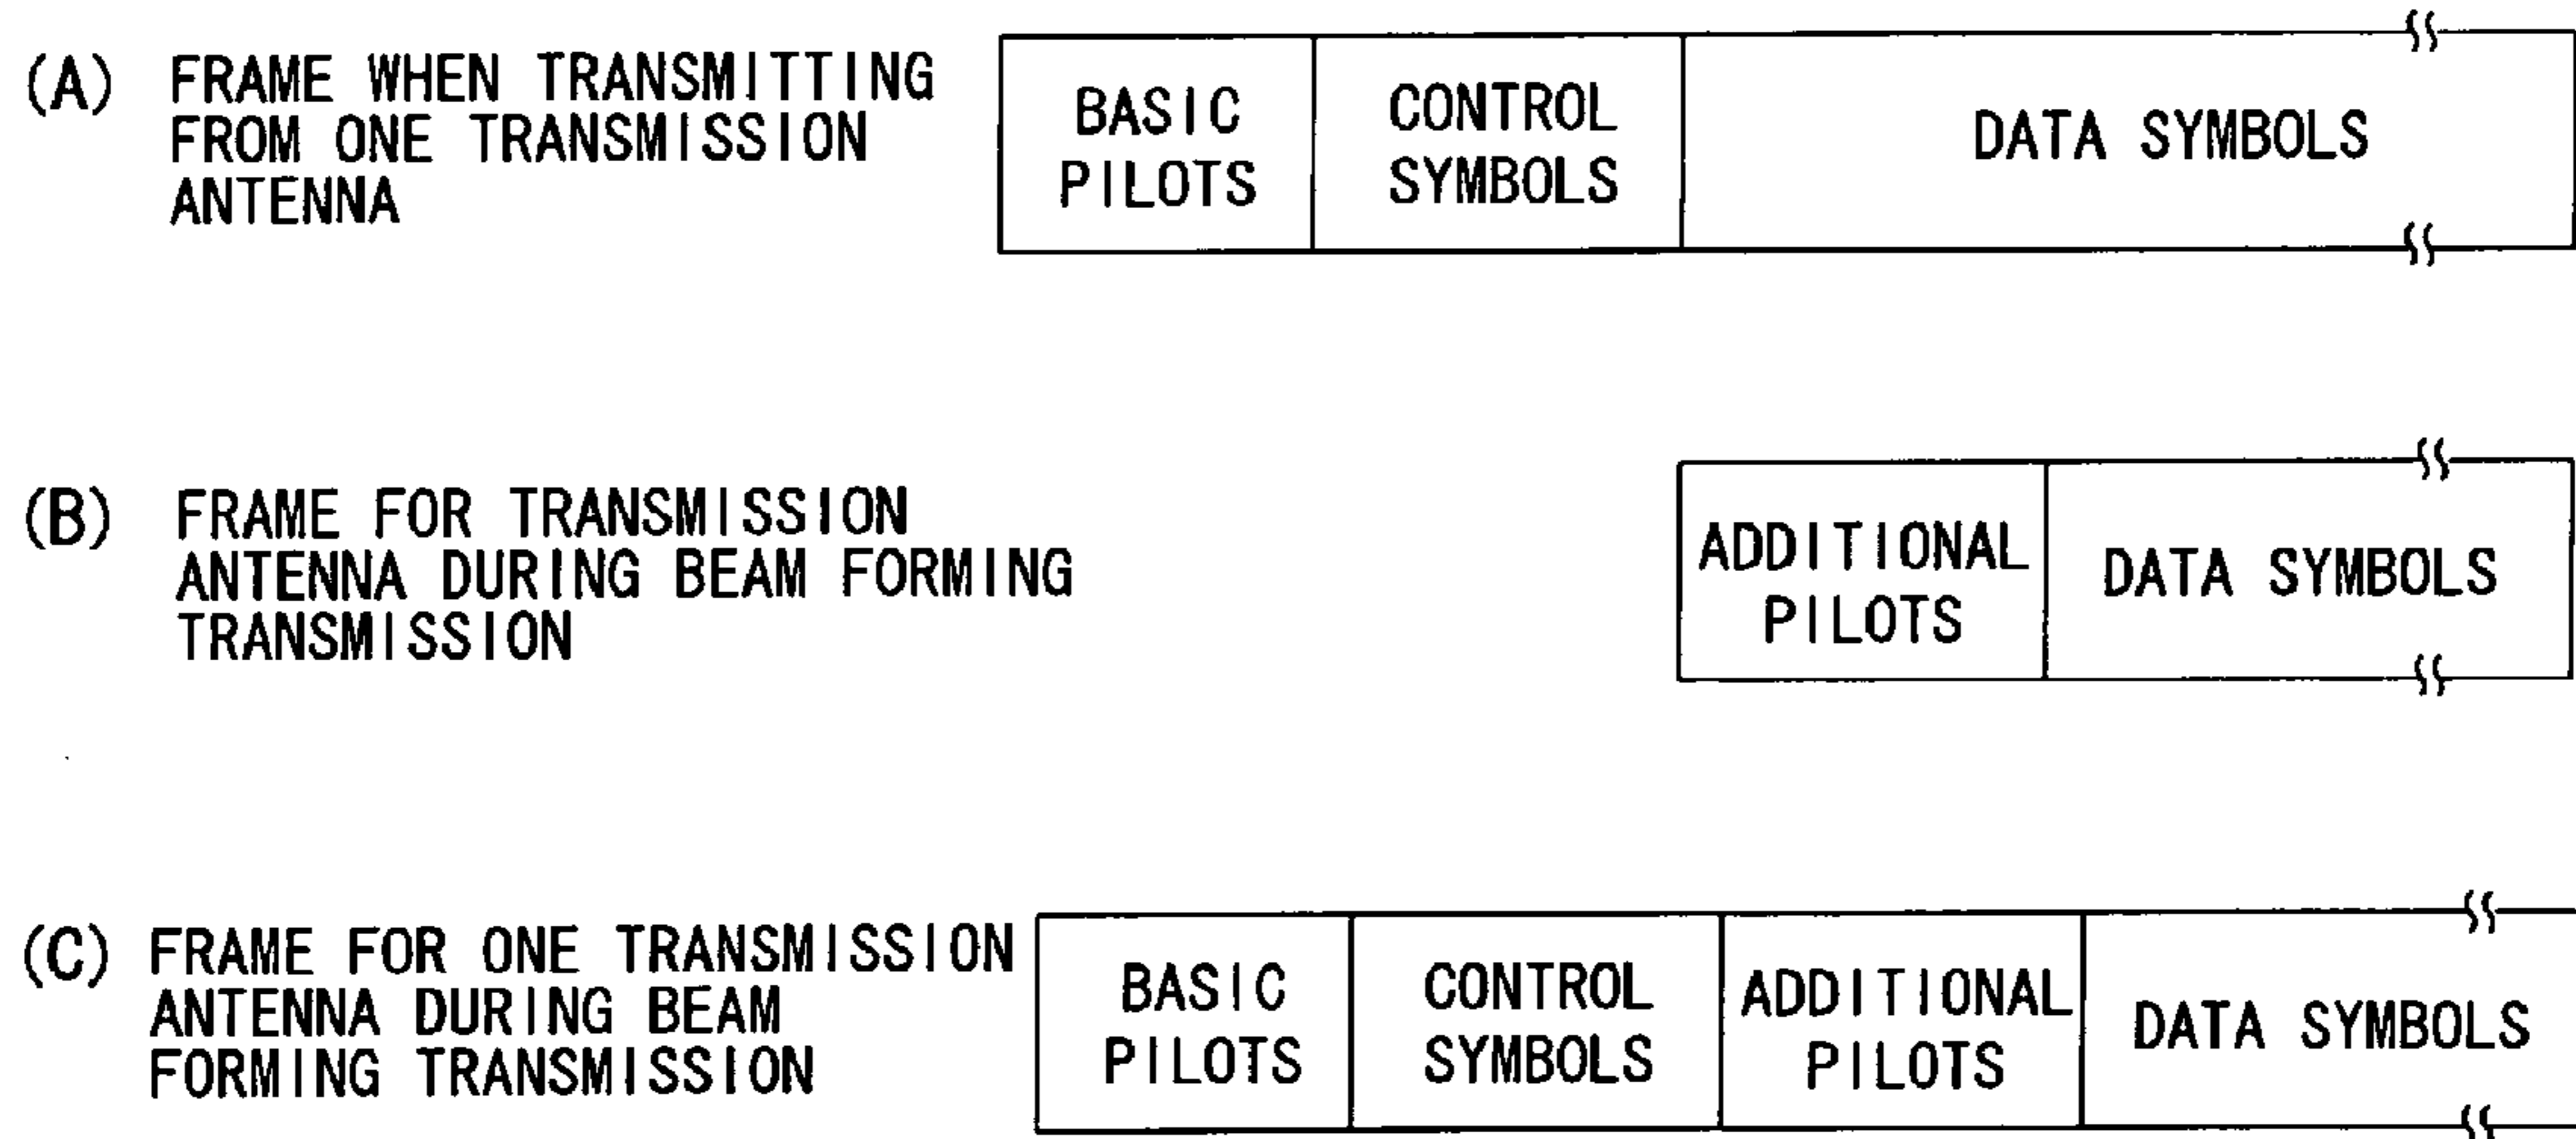 (A) FRAME WHEN TRANSMITTING
FROM ONE TRANSMISSION
ANTENNA
BASIC
PILOTS
CONTROL
SYMBOLS
DATA SYMBOLS
(B) FRAME FOR TRANSMISSION
ANTENNA DURING BEAM FORMING
TRANSMISSION
ADDITIONAL
PILOTS
DATA SYMBOLS
(C) FRAME FOR ONE TRANSMISSION
ANTENNA DURING BEAM
FORMING TRANSMISSION
BASIC
PILOTS
CONTROL
SYMBOLS
ADDITIONAL
PILOTS
DATA SYMBOLS